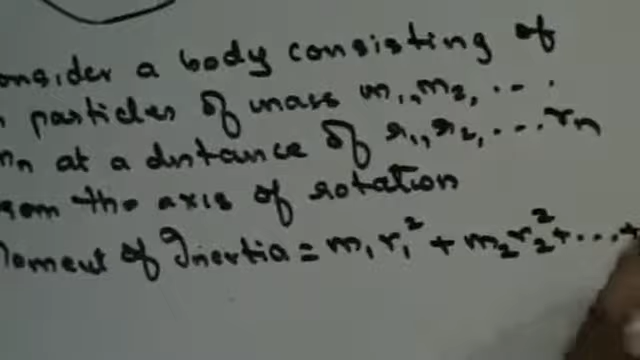 onsider a body consisting of
particles of mass m₁, m₂, ...
mn at a distance of r₁, r₂, ... rn
rom the axis of rotation
Moment of Inertia = m₁r₁² + m₂r₂² + ... +